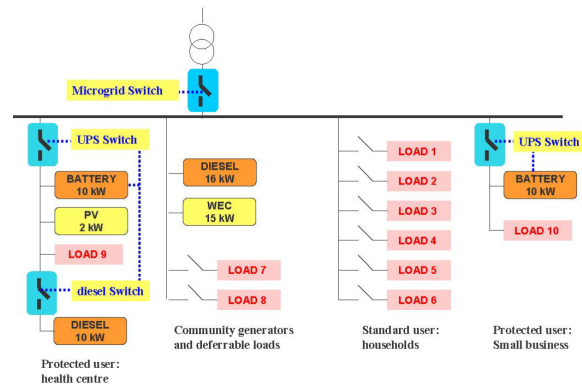 Microgrid Switch
UPS Switch
BATTERY
10 kW
PV
2 kW
LOAD 9
diesel Switch
DIESEL
10 kW
Protected user:
health centre
DIESEL
16 kW
WEC
15 kW
LOAD 7
LOAD 8
Community generators
and deferrable loads
LOAD 1
LOAD 2
LOAD 3
LOAD 4
LOAD 5
LOAD 6
Standard user:
households
UPS Switch
BATTERY
10 kW
LOAD 10
Protected user:
Small business